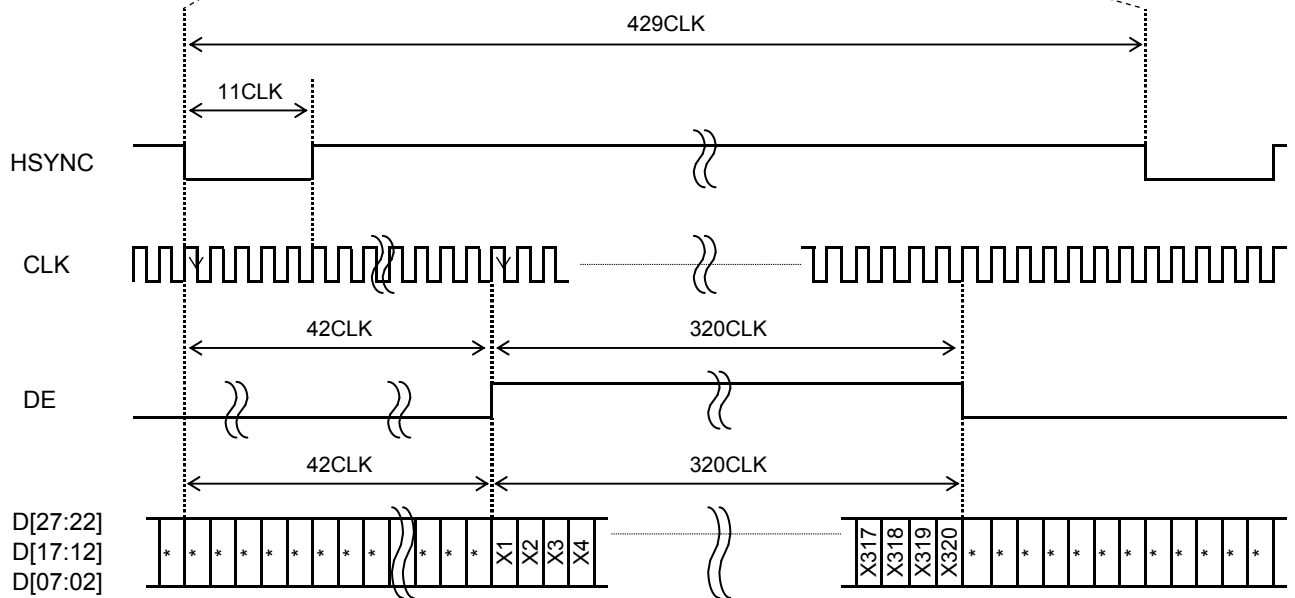 429CLK
11CLK
HSYNC
CLK
42CLK 320CLK
DE
42CLK 320CLK
D[27:22]
D[17:12]
D[07:02]
* * * * * * * * * * * * X1 X2 X3 X4 X317 X318 X319 X320 * * * * * * * * * * * *